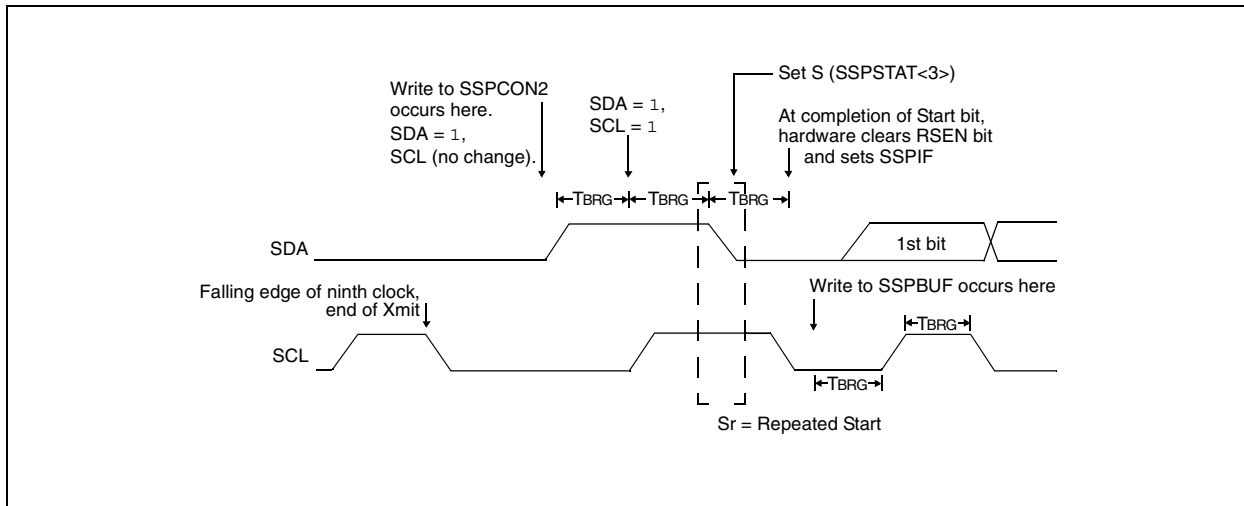 Set S (SSPSTAT<3>)
Write to SSPCON2
occurs here.
SDA = 1,
SCL (no change).
SDA = 1,
SCL = 1
At completion of Start bit,
hardware clears RSEN bit
and sets SSPIF
TBRG
TBRG
TBRG
SDA
1st bit
Falling edge of ninth clock,
end of Xmit
Write to SSPBUF occurs here
TBRG
SCL
TBRG
Sr = Repeated Start